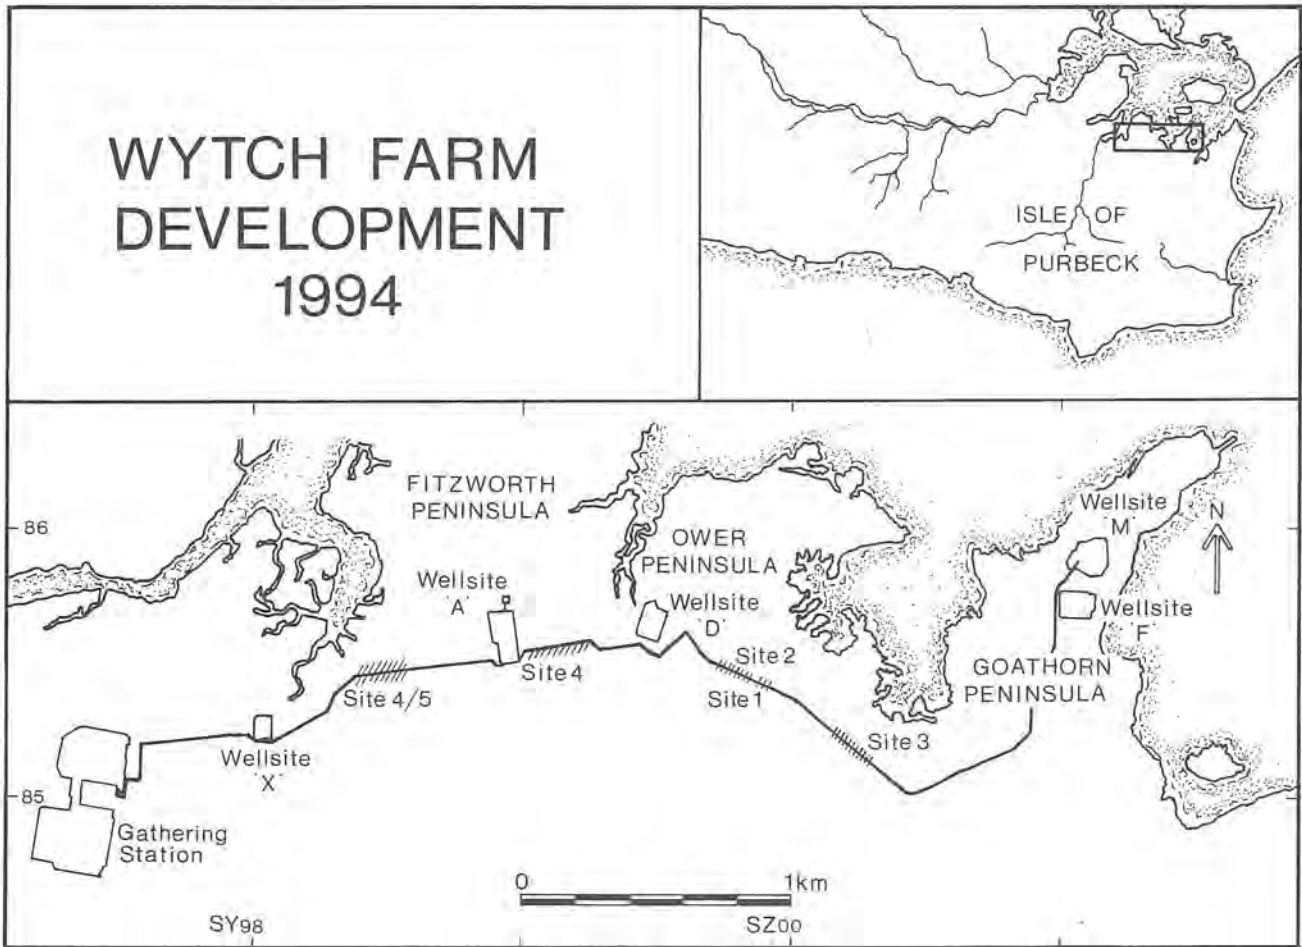 WYTCH FARM
DEVELOPMENT
1994
ISLE OF
PURBECK
FITZWORTH
PENINSULA
86
OWER
PENINSULA
Wellsite
'M'
N
Wellsite
'A'
Wellsite
'D'
Wellsite
'F'
Site 2
Site 4
GOATHORN
PENINSULA
Site 4/5
Site 1
Site 3
Wellsite
'X'
85
Gathering
Station
0 1km
SY98 SZ00